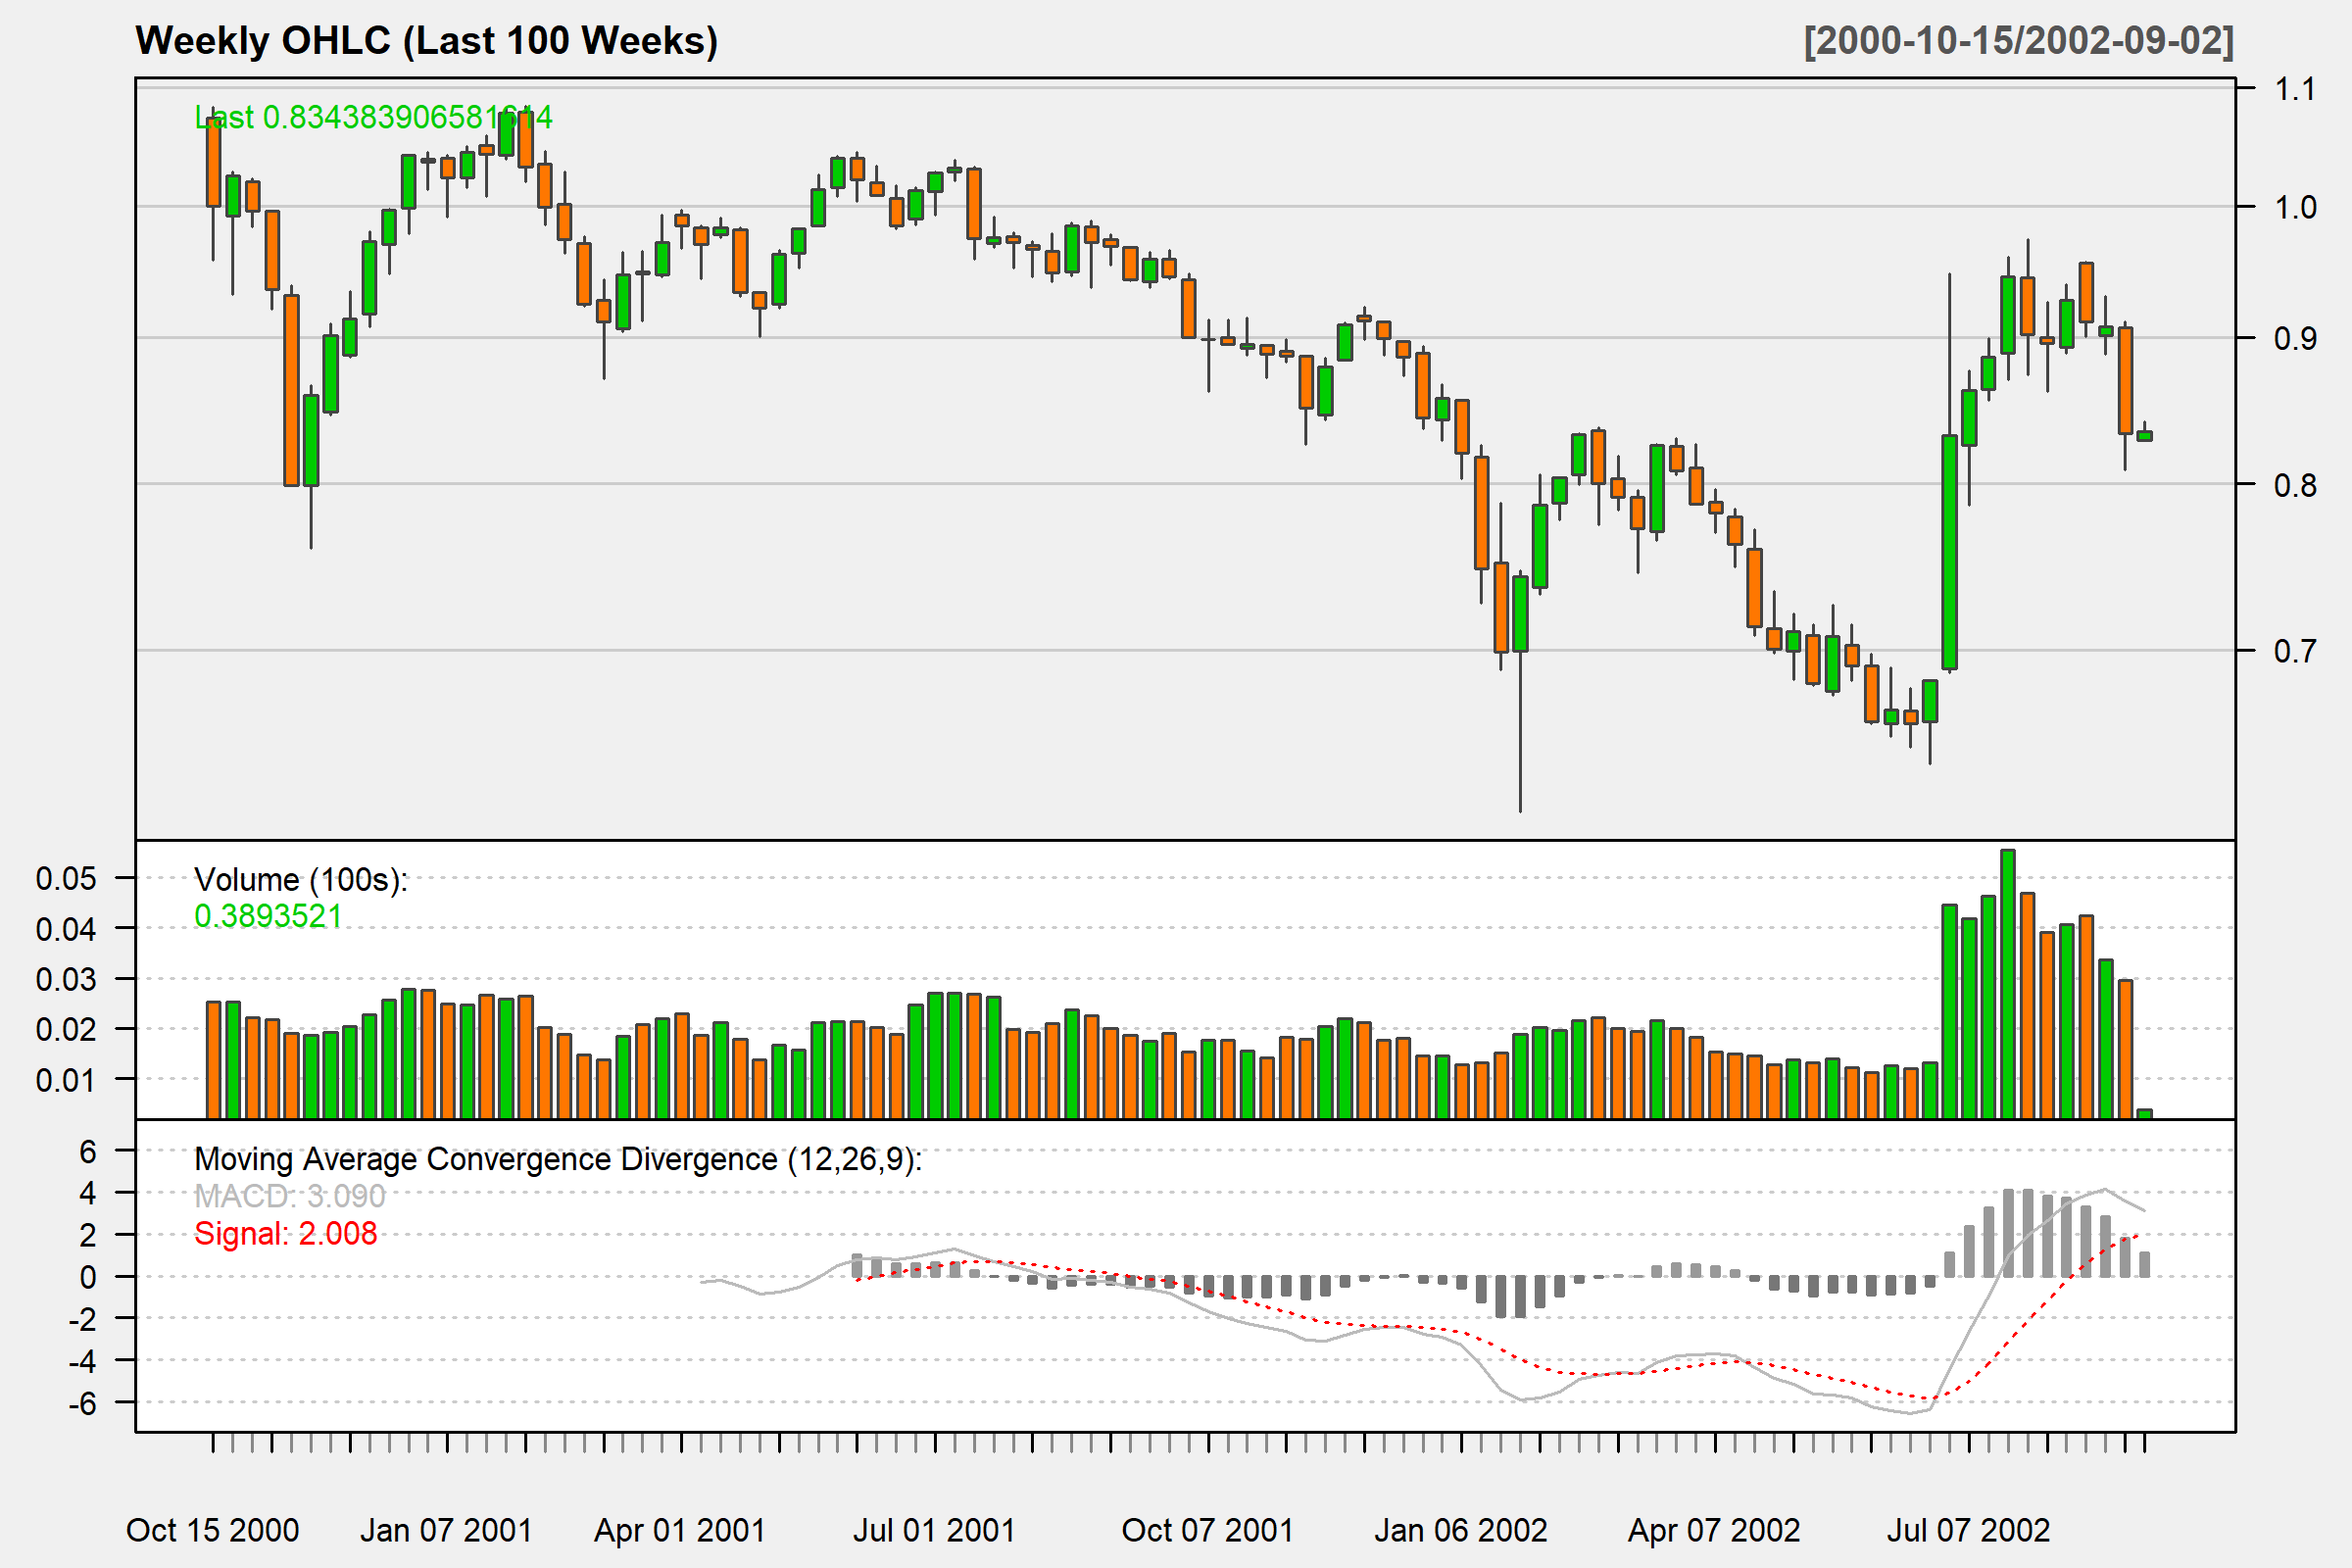 Weekly OHLC (Last 100 Weeks) [2000-10-15/2002-09-02]
Last 0.834383906581614
1.1
1.0
0.9
0.8
0.7
Volume (100s):
0.3893521
0.05
0.04
0.03
0.02
0.01
Moving Average Convergence Divergence (12,26,9):
MACD: 3.090
Signal: 2.008
6
4
2
0
-2
-4
-6
Oct 15 2000 Jan 07 2001 Apr 01 2001 Jul 01 2001 Oct 07 2001 Jan 06 2002 Apr 07 2002 Jul 07 2002